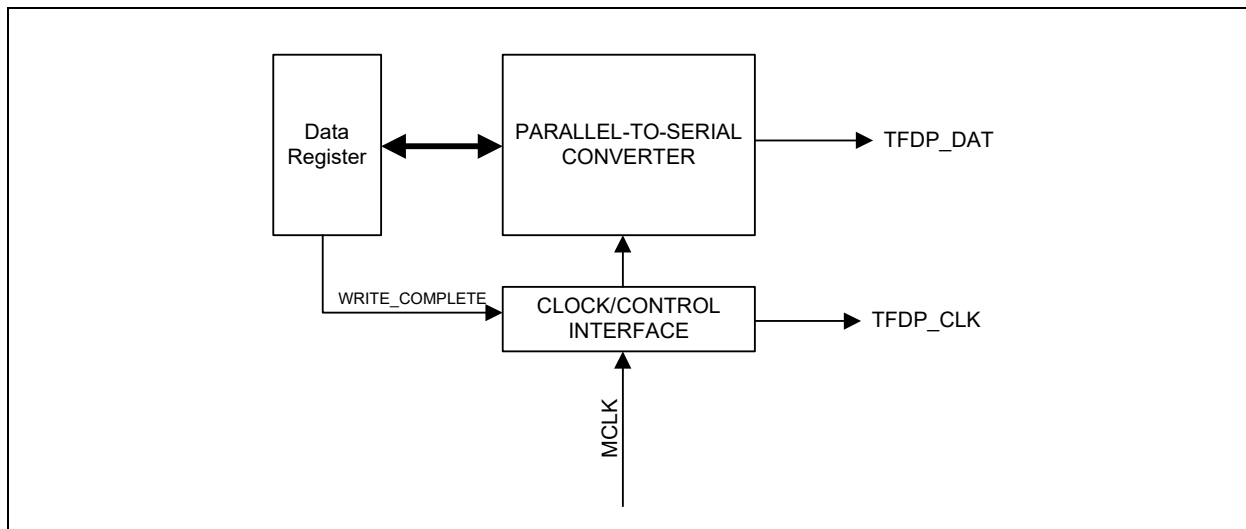 Data
Register
PARALLEL-TO-SERIAL
CONVERTER
TFDP_DAT
WRITE_COMPLETE
CLOCK/CONTROL
INTERFACE
TFDP_CLK
MCLK